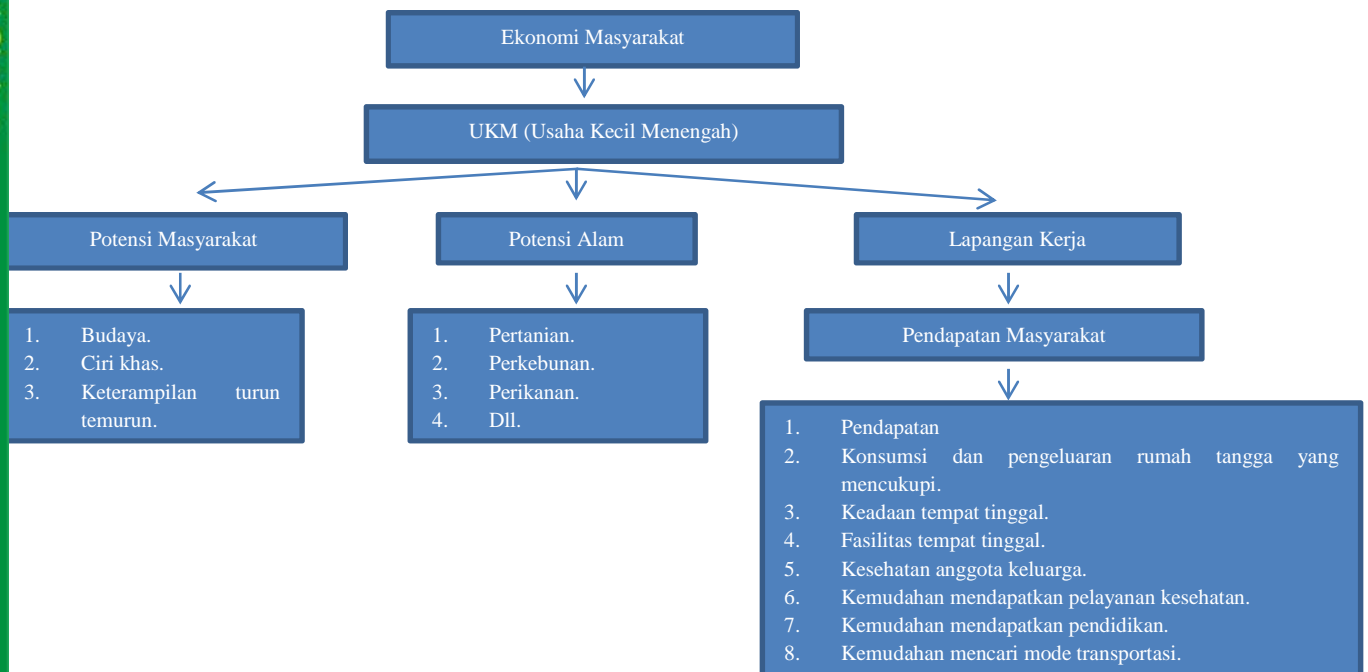 Ekonomi Masyarakat
UKM (Usaha Kecil Menengah)
Potensi Masyarakat
Potensi Alam
Lapangan Kerja
1. Budaya.
2. Ciri khas.
3. Keterampilan turun
temurun.
1. Pertanian.
2. Perkebunan.
3. Perikanan.
4. Dll.
Pendapatan Masyarakat
1. Pendapatan
2. Konsumsi dan pengeluaran rumah tangga yang
mencukupi.
3. Keadaan tempat tinggal.
4. Fasilitas tempat tinggal.
5. Kesehatan anggota keluarga.
6. Kemudahan mendapatkan pelayanan kesehatan.
7. Kemudahan mendapatkan pendidikan.
8. Kemudahan mencari mode transportasi.